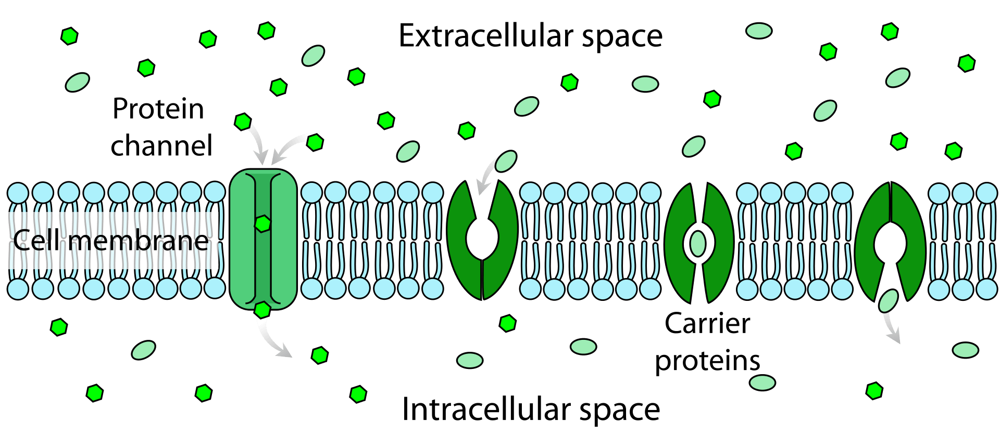 Extracellular space
Protein
channel
Cell membrane
Carrier
proteins
Intracellular space